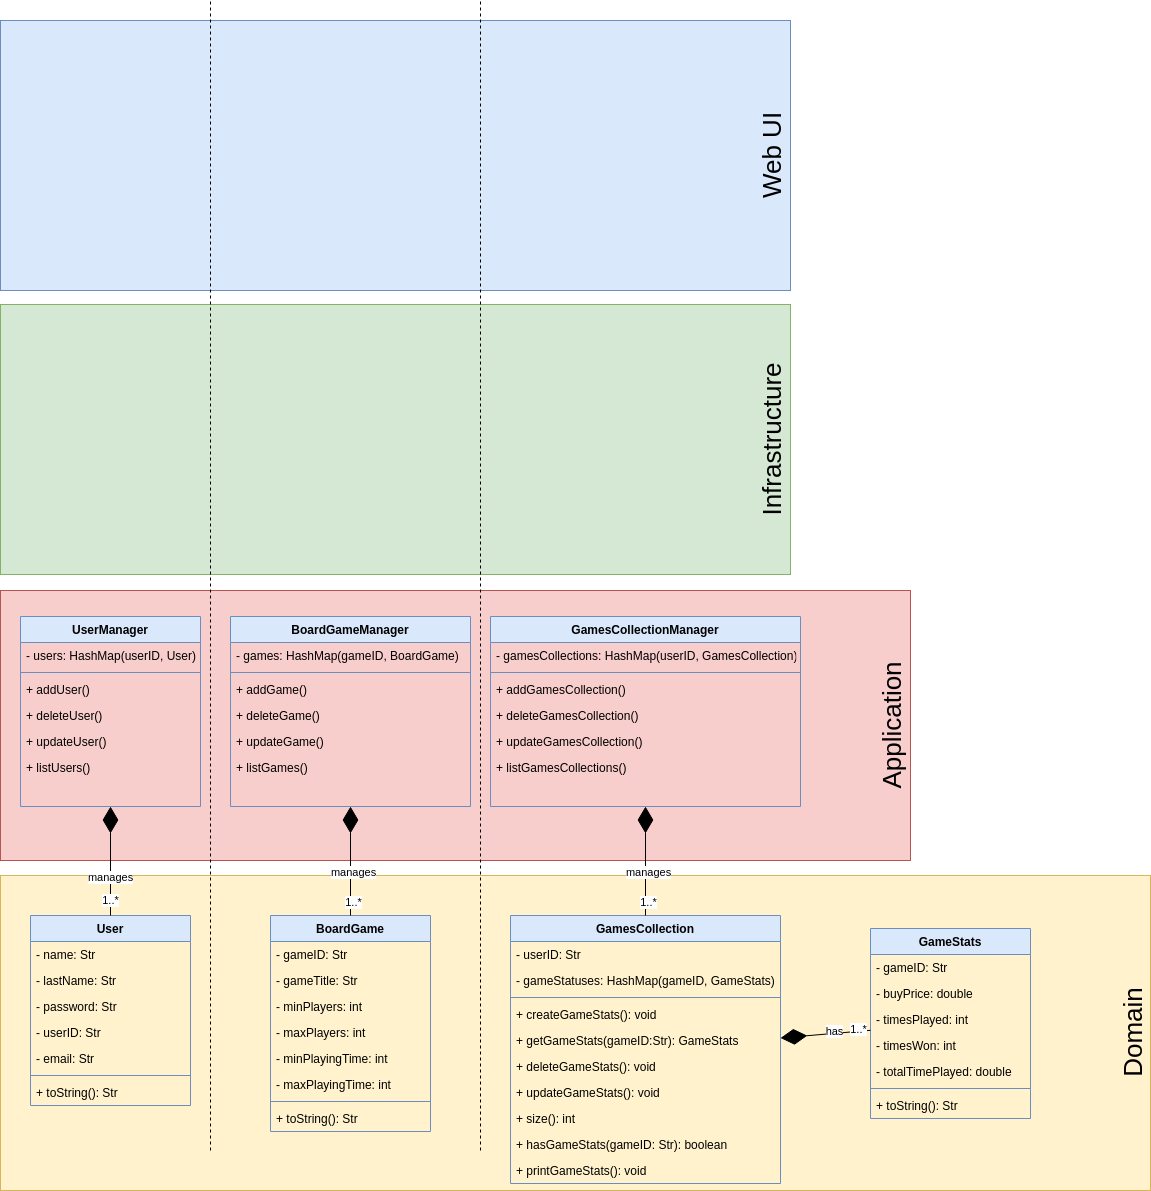 Web UI
Infrastructure
Application
UserManager
- users: HashMap(userID, User)
+ addUser()
+ deleteUser()
+ updateUser()
+ listUsers()
BoardGameManager
- games: HashMap(gameID, BoardGame)
+ addGame()
+ deleteGame()
+ updateGame()
+ listGames()
GamesCollectionManager
- gamesCollections: HashMap(userID, GamesCollection)
+ addGamesCollection()
+ deleteGamesCollection()
+ updateGamesCollection()
+ listGamesCollections()
manages
1..*
manages
1..*
manages
1..*
Domain
User
- name: Str
- lastName: Str
- password: Str
- userID: Str
- email: Str
+ toString(): Str
BoardGame
- gameID: Str
- gameTitle: Str
- minPlayers: int
- maxPlayers: int
- minPlayingTime: int
- maxPlayingTime: int
+ toString(): Str
GamesCollection
- userID: Str
- gameStatuses: HashMap(gameID, GameStats)
+ createGameStats(): void
+ getGameStats(gameID:Str): GameStats
+ deleteGameStats(): void
+ updateGameStats(): void
+ size(): int
+ hasGameStats(gameID: Str): boolean
+ printGameStats(): void
has
1..*
GameStats
- gameID: Str
- buyPrice: double
- timesPlayed: int
- timesWon: int
- totalTimePlayed: double
+ toString(): Str